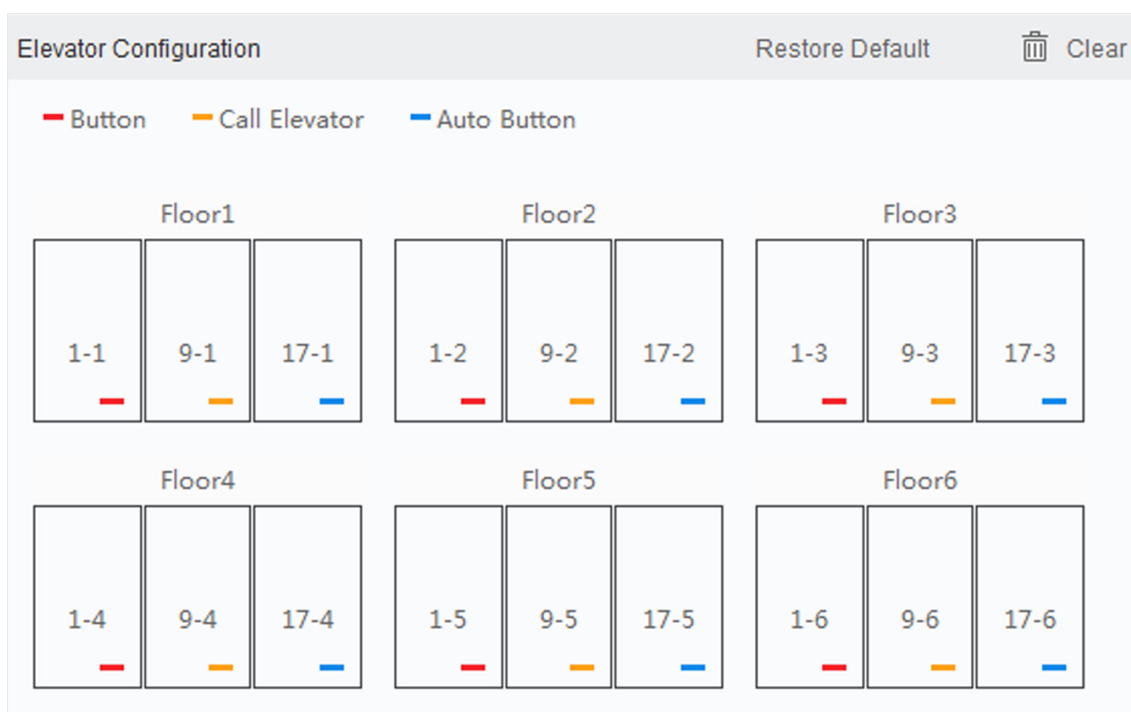 Elevator Configuration Restore Default Clear
Button Call Elevator Auto Button
Floor1 Floor2 Floor3
1-1 9-1 17-1 1-2 9-2 17-2 1-3 9-3 17-3
Floor4 Floor5 Floor6
1-4 9-4 17-4 1-5 9-5 17-5 1-6 9-6 17-6